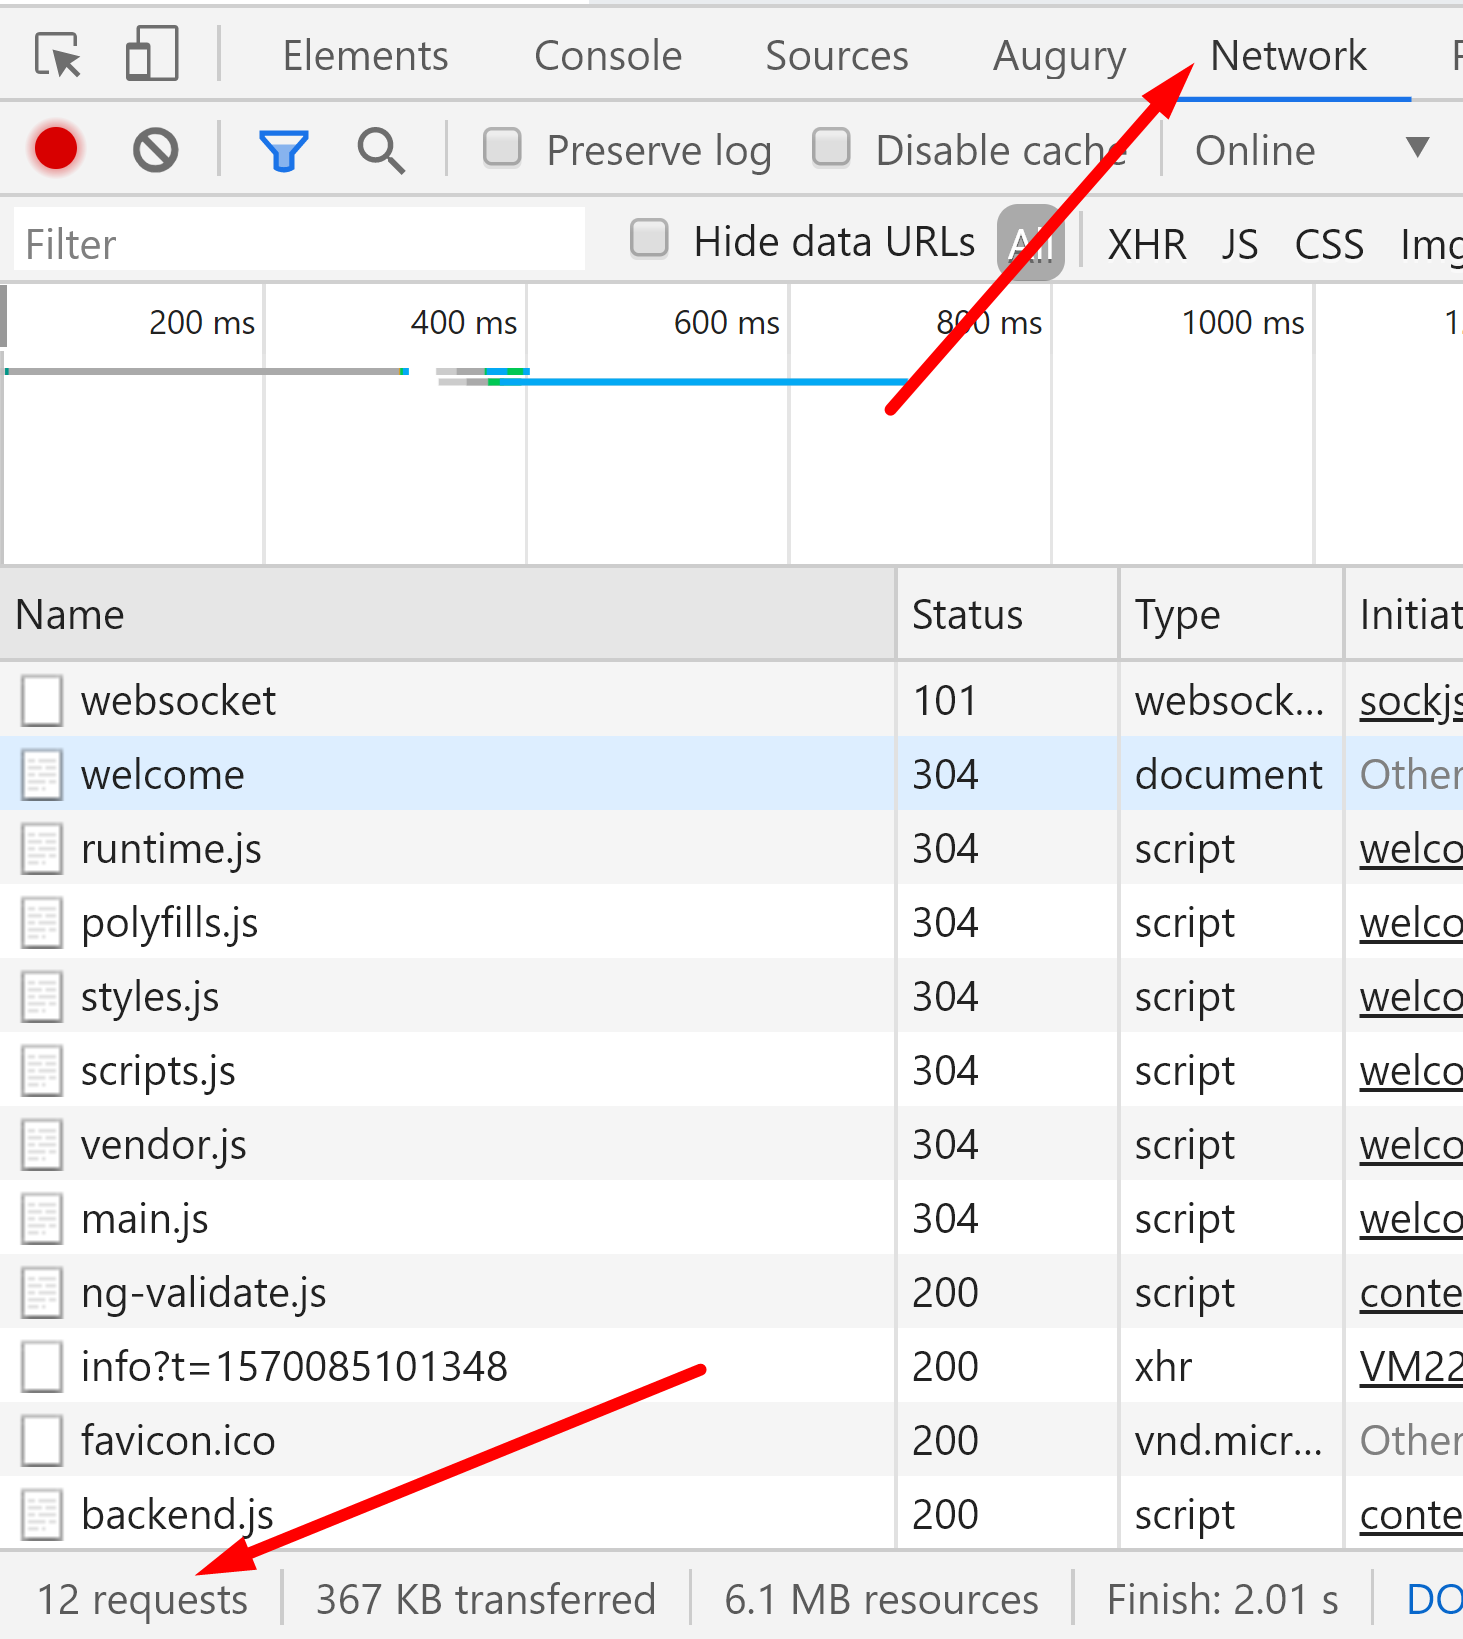 Elements Console Sources Augury Network
Preserve log Disable cache Online
Filter Hide data URLs All XHR JS CSS Img
200 ms 400 ms 600 ms 800 ms 1000 ms
Name Status Type Initiat
websocket 101 websock... sockjs
welcome 304 document Other
runtime.js 304 script welco
polyfills.js 304 script welco
styles.js 304 script welco
scripts.js 304 script welco
vendor.js 304 script welco
main.js 304 script welco
ng-validate.js 200 script conte
info?t=1570085101348 200 xhr VM22
favicon.ico 200 vnd.micr... Other
backend.js 200 script conte
12 requests 367 KB transferred 6.1 MB resources Finish: 2.01 s DO